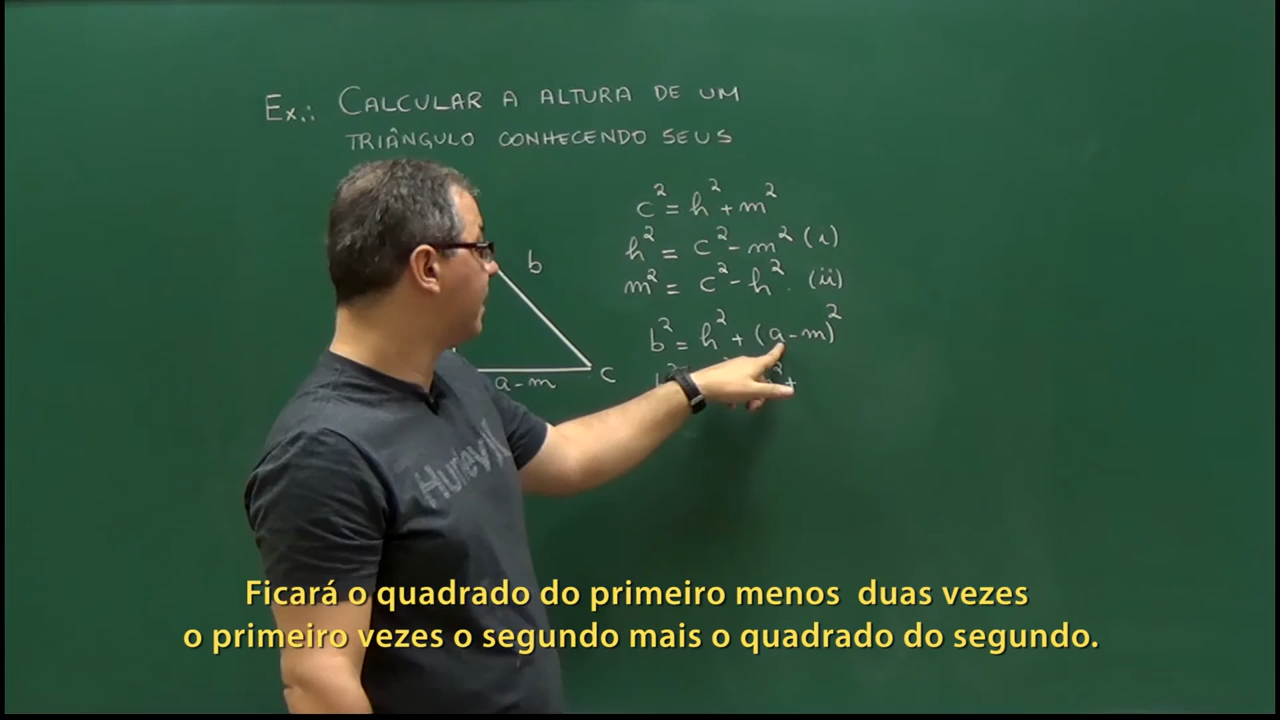 Ex.: CALCULAR A ALTURA DE UM
TRIÂNGULO CONHECENDO SEUS
c² = h² + m²
h² = c² - m² (i)
m² = c² - h². (ii)
b² = h² + (a-m)²
b
a-m
C
Hurley
Ficará o quadrado do primeiro menos duas vezes
o primeiro vezes o segundo mais o quadrado do segundo.